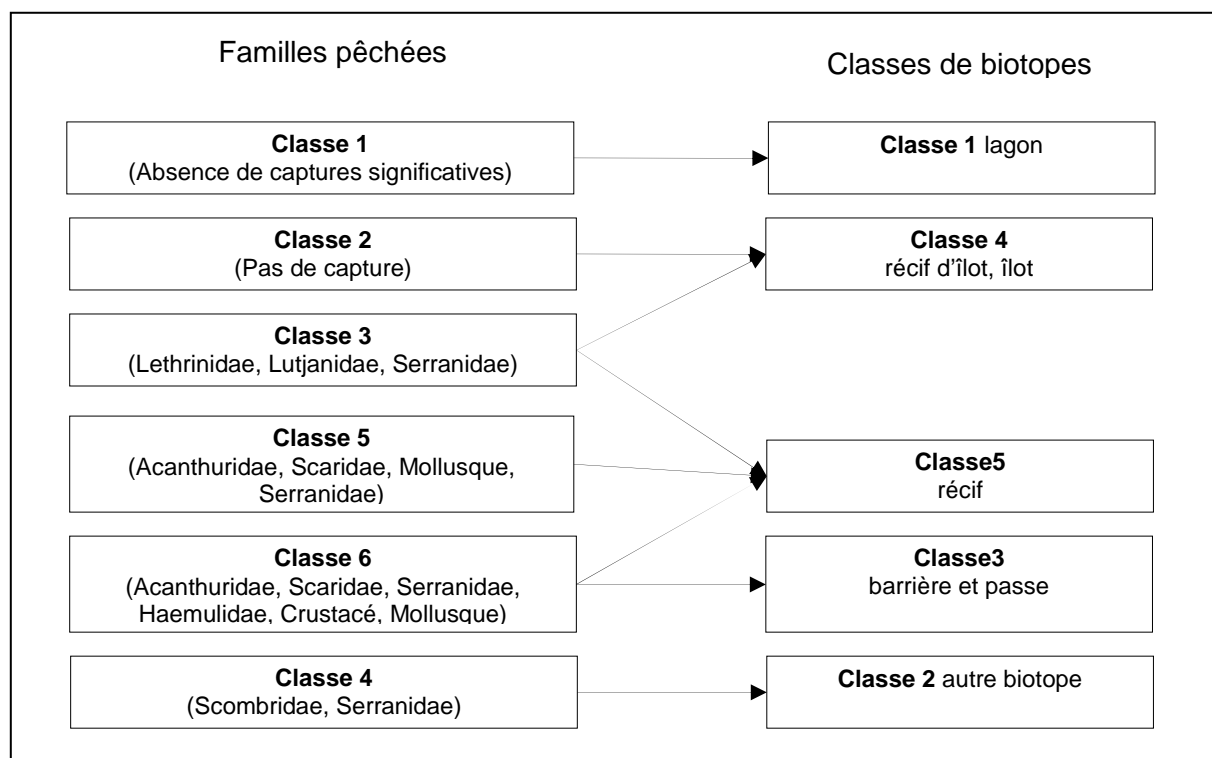 Familles pêchées
Classes de biotopes
Classe 1
(Absence de captures significatives)
Classe 1 lagon
Classe 2
(Pas de capture)
Classe 4
récif d'îlot, îlot
Classe 3
(Lethrinidae, Lutjanidae, Serranidae)
Classe 5
(Acanthuridae, Scaridae, Mollusque,
Serranidae)
Classe5
récif
Classe 6
(Acanthuridae, Scaridae, Serranidae,
Haemulidae, Crustacé, Mollusque)
Classe3
barrière et passe
Classe 4
(Scombridae, Serranidae)
Classe 2 autre biotope